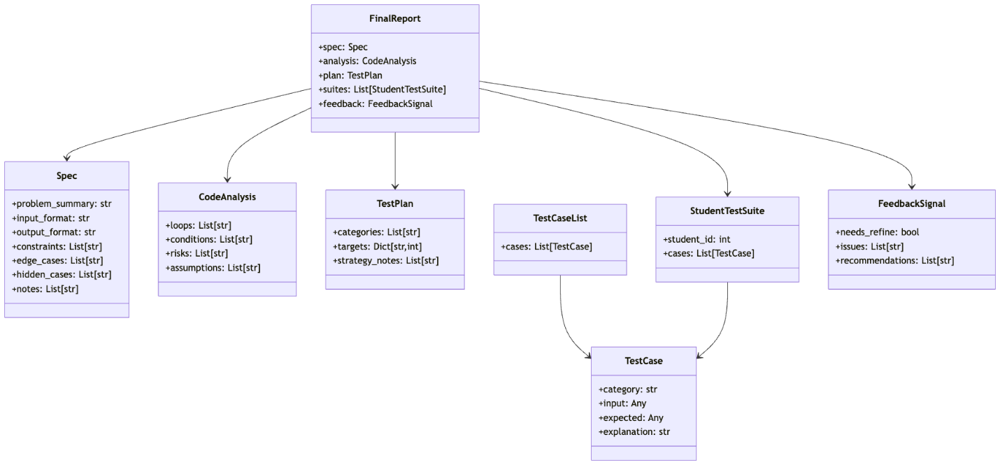 FinalReport
+spec: Spec
+analysis: CodeAnalysis
+plan: TestPlan
+suites: List[StudentTestSuite]
+feedback: FeedbackSignal
Spec
+problem_summary: str
+input_format: str
+output_format: str
+constraints: List[str]
+edge_cases: List[str]
+hidden_cases: List[str]
+notes: List[str]
CodeAnalysis
+loops: List[str]
+conditions: List[str]
+risks: List[str]
+assumptions: List[str]
TestPlan
+categories: List[str]
+targets: Dict[str,int]
+strategy_notes: List[str]
TestCaseList
+cases: List[TestCase]
StudentTestSuite
+student_id: int
+cases: List[TestCase]
FeedbackSignal
+needs_refine: bool
+issues: List[str]
+recommendations: List[str]
TestCase
+category: str
+input: Any
+expected: Any
+explanation: str